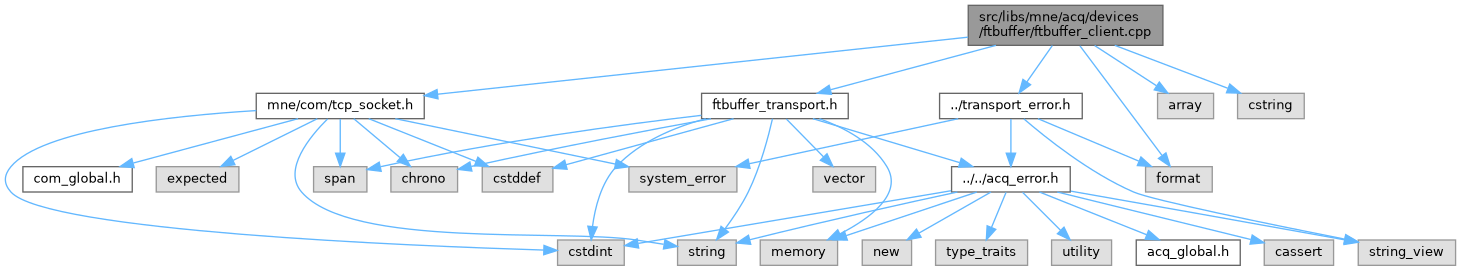 src/libs/mne/acq/devices
/ftbuffer/ftbuffer_client.cpp
mne/com/tcp_socket.h
ftbuffer_transport.h
../transport_error.h
array
cstring
com_global.h
expected
span
chrono
cstddef
system_error
vector
../../acq_error.h
format
cstdint
string
memory
new
type_traits
utility
acq_global.h
cassert
string_view